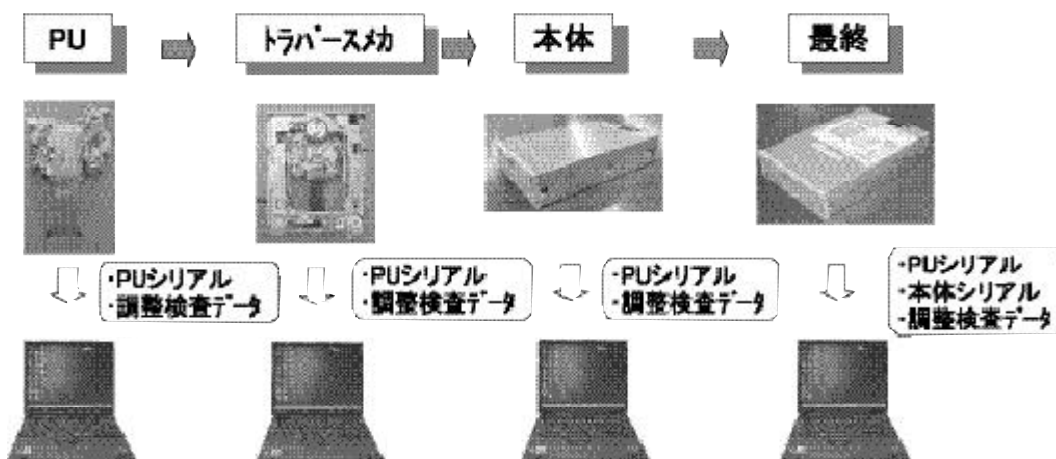 PU
トラバースメカ
本体
最終
・PUシリアル
・調整検査データ
・PUシリアル
・調整検査データ
・PUシリアル
・調整検査データ
・PUシリアル
・本体シリアル
・調整検査データ